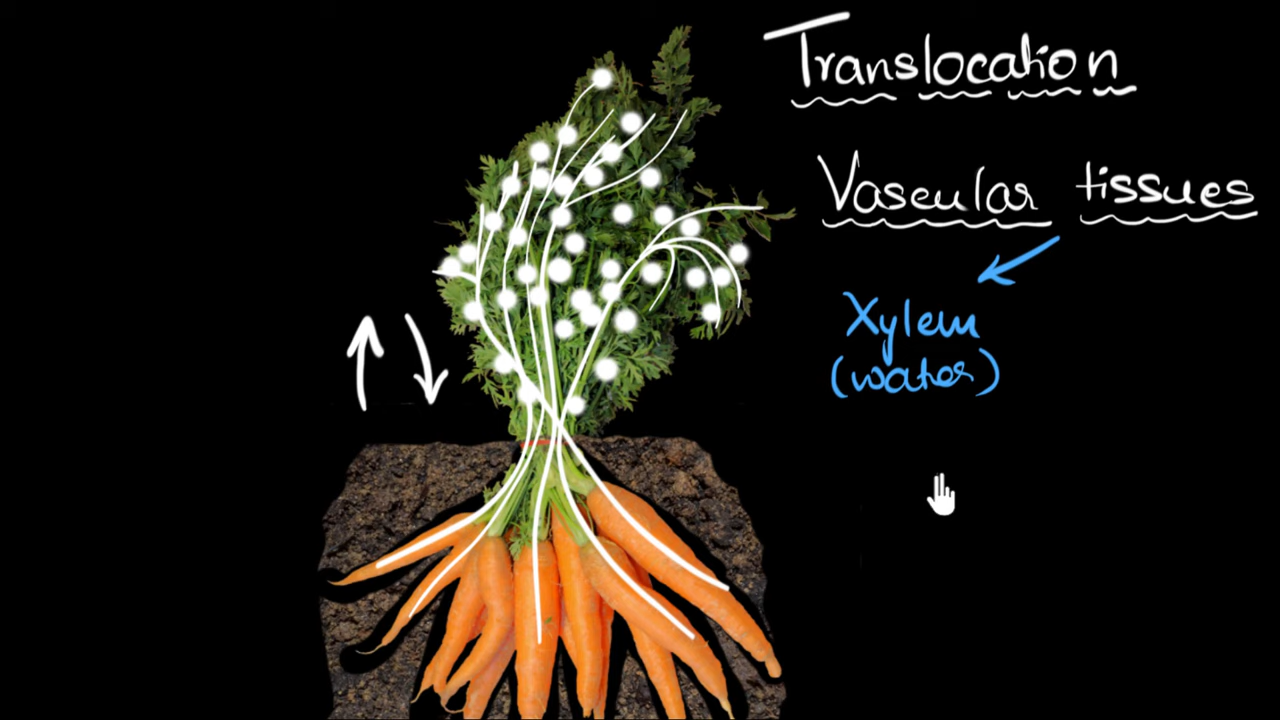 Translocation
Vascular tissues
Xylem
(water)